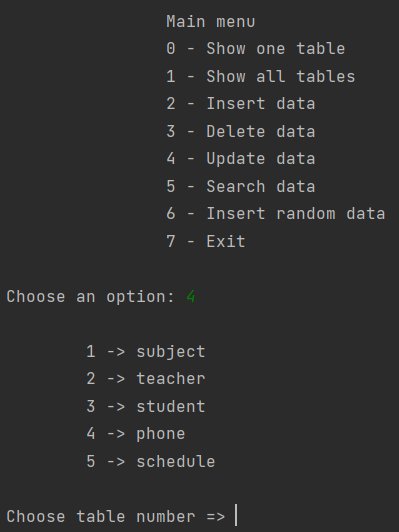 Main menu
0 - Show one table
1 - Show all tables
2 - Insert data
3 - Delete data
4 - Update data
5 - Search data
6 - Insert random data
7 - Exit
Choose an option: 4
1 -> subject
2 -> teacher
3 -> student
4 -> phone
5 -> schedule
Choose table number =>